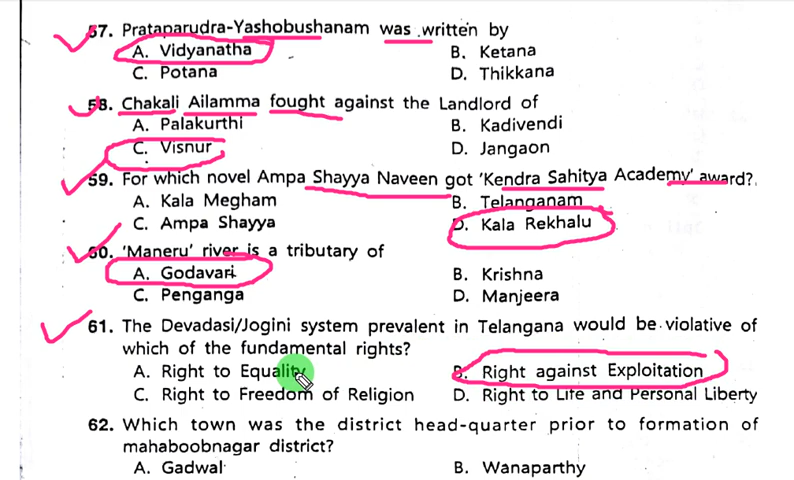 57. Prataparudra-Yashobushanam was written by
A. Vidyanatha B. Ketana
C. Potana D. Thikkana
58. Chakali Ailamma fought against the Landlord of
A. Palakurthi B. Kadivendi
C. Visnur D. Jangaon
59. For which novel Ampa Shayya Naveen got 'Kendra Sahitya Academy' award?
A. Kala Megham B. Telanganam
C. Ampa Shayya D. Kala Rekhalu
60. 'Maneru' river is a tributary of
A. Godavari B. Krishna
C. Penganga D. Manjeera
61. The Devadasi/Jogini system prevalent in Telangana would be violative of
which of the fundamental rights?
A. Right to Equality B. Right against Exploitation
C. Right to Freedom of Religion D. Right to Life and Personal Liberty
62. Which town was the district head-quarter prior to formation of
mahaboobnagar district?
A. Gadwal B. Wanaparthy